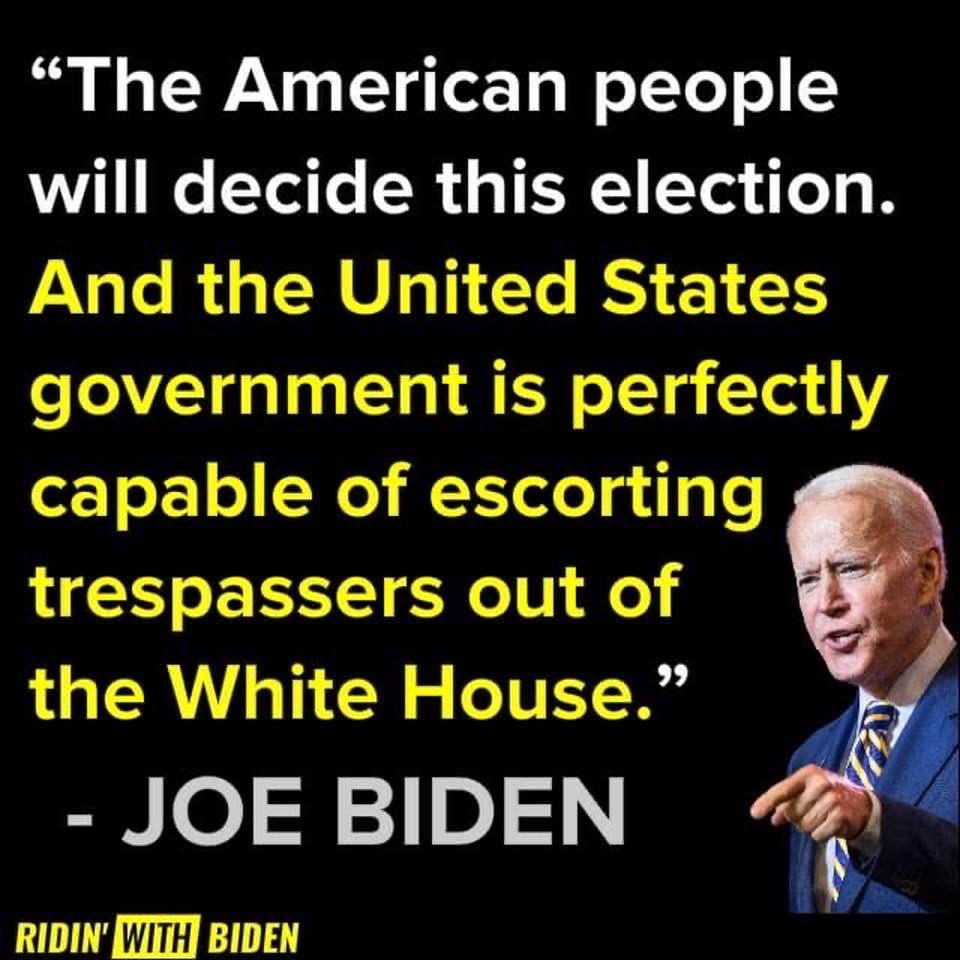 “The American people
will decide this election.
And the United States
government is perfectly
capable of escorting
trespassers out of
the White House.”
- JOE BIDEN
RIDIN' WITH BIDEN